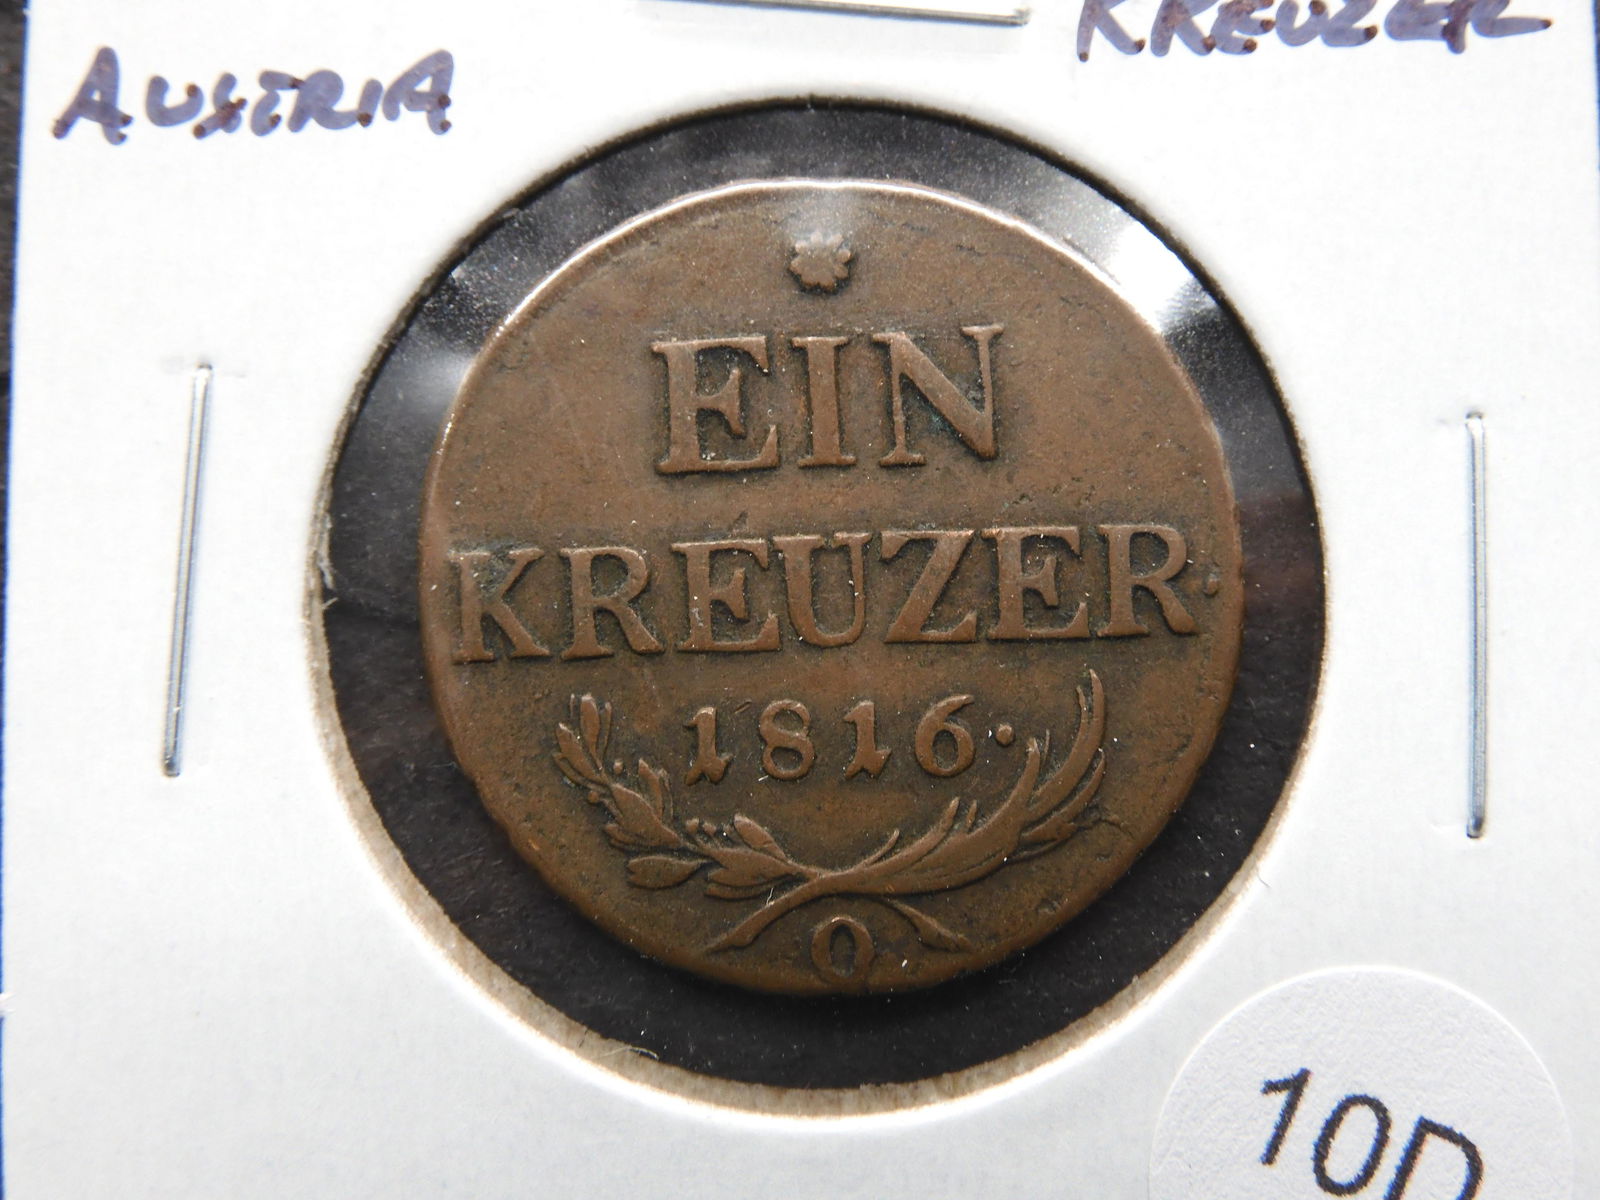 AUSTRIA
KREUZER
EIN
KREUZER.
1816.
O
10D